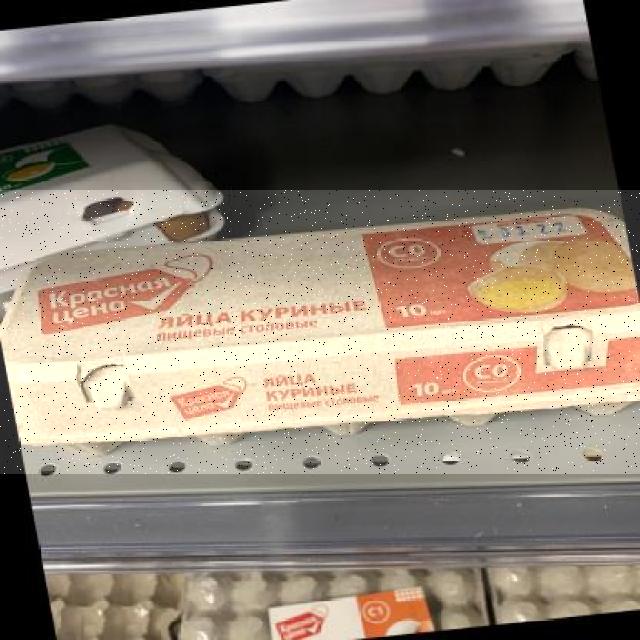 Красная
цена
ЯЙЦА КУРИНЫЕ
пищевые столовые
С0
10
Красная
цена
ЯЙЦА
КУРИНЫЕ
пищевые столовые
10
С0
С1